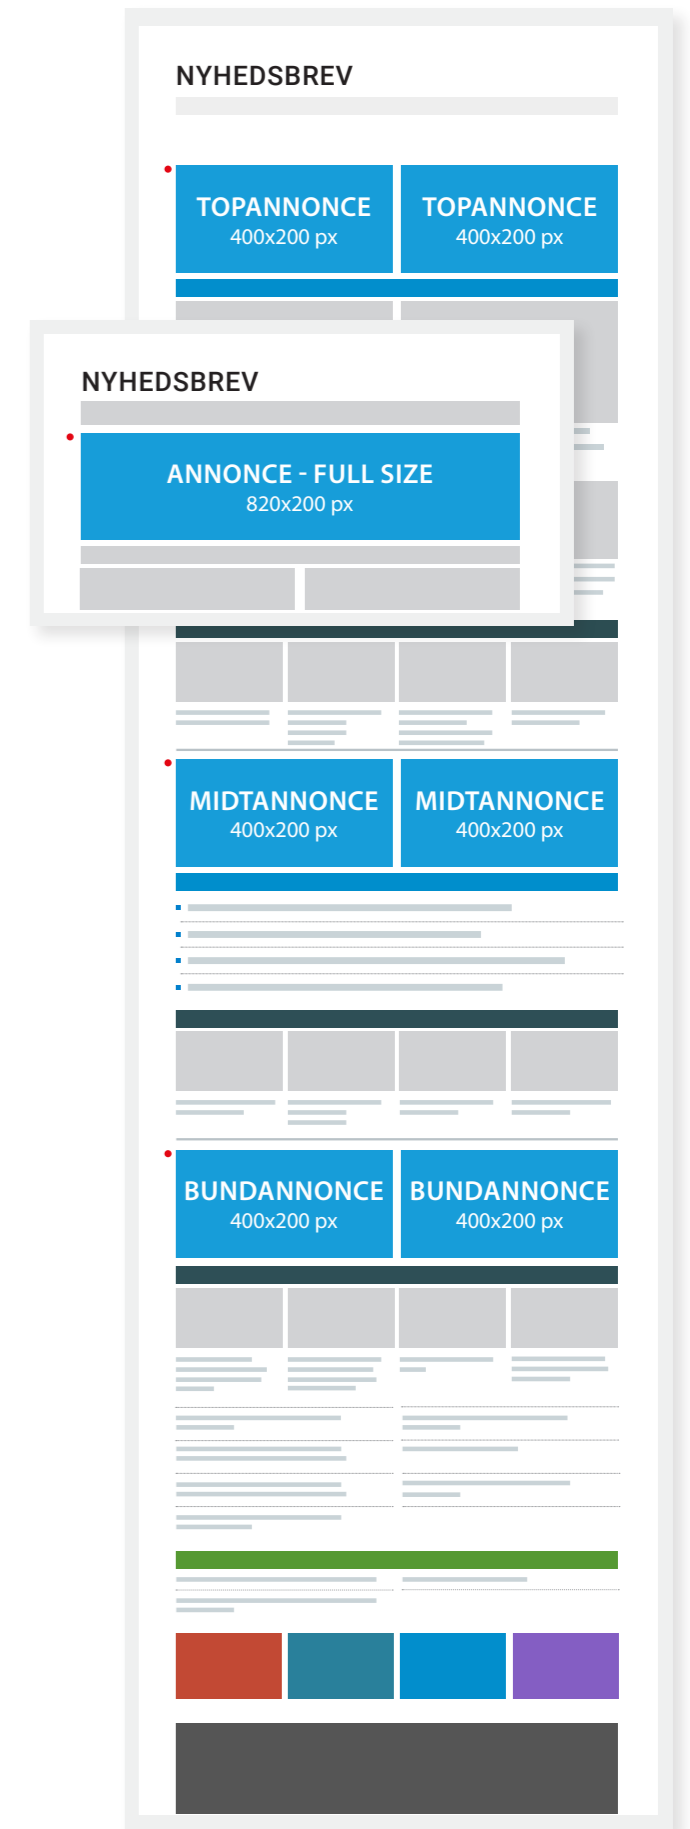 NYHEDSBREV
TOPANNONCE
400x200 px
TOPANNONCE
400x200 px
NYHEDSBREV
ANNONCE - FULL SIZE
820x200 px
MIDTANNONCE
400x200 px
MIDTANNONCE
400x200 px
BUNDANNONCE
400x200 px
BUNDANNONCE
400x200 px